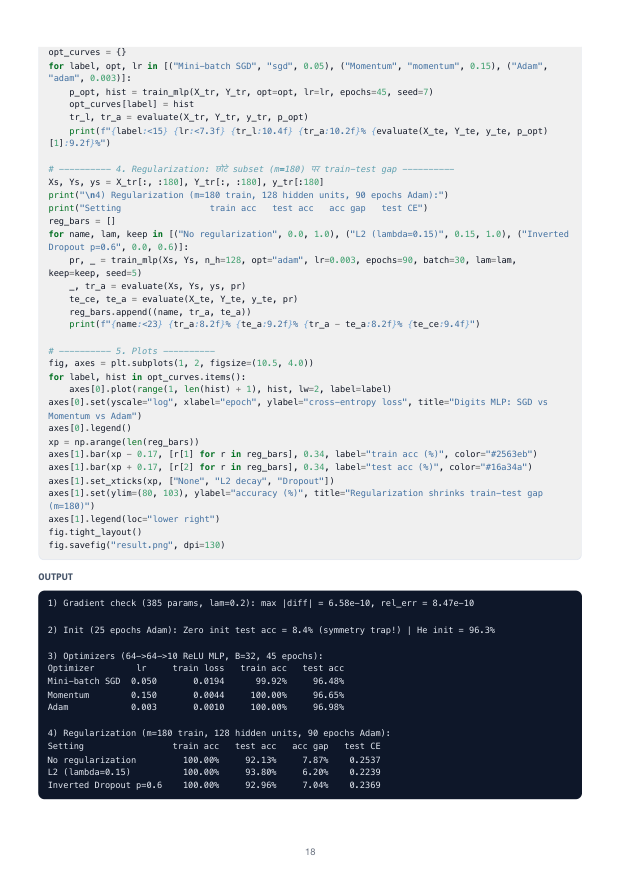 opt_curves = {}
for label, opt, lr in [("Mini-batch SGD", "sgd", 0.05), ("Momentum", "momentum", 0.15), ("Adam",
"adam", 0.003)]:
    p_opt, hist = train_mlp(X_tr, Y_tr, opt=opt, lr=lr, epochs=45, seed=7)
    opt_curves[label] = hist
    tr_l, tr_a = evaluate(X_tr, Y_tr, y_tr, p_opt)
    print(f"{label:<15} {lr:<7.3f} {tr_l:10.4f} {tr_a:10.2f}% {evaluate(X_te, Y_te, y_te, p_opt)
[1]:9.2f}%")

# ---------- 4. Regularization: छोटे subset (m=180) पर train-test gap ----------
Xs, Ys, ys = X_tr[:, :180], Y_tr[:, :180], y_tr[:180]
print("\n4) Regularization (m=180 train, 128 hidden units, 90 epochs Adam):")
print("Setting                 train acc   test acc   acc gap   test CE")
reg_bars = []
for name, lam, keep in [("No regularization", 0.0, 1.0), ("L2 (lambda=0.15)", 0.15, 1.0), ("Inverted
Dropout p=0.6", 0.0, 0.6)]:
    pr, _ = train_mlp(Xs, Ys, n_h=128, opt="adam", lr=0.003, epochs=90, batch=30, lam=lam,
keep=keep, seed=5)
    _, tr_a = evaluate(Xs, Ys, ys, pr)
    te_ce, te_a = evaluate(X_te, Y_te, y_te, pr)
    reg_bars.append((name, tr_a, te_a))
    print(f"{name:<23} {tr_a:8.2f}% {te_a:9.2f}% {tr_a - te_a:8.2f}% {te_ce:9.4f}")

# ---------- 5. Plots ----------
fig, axes = plt.subplots(1, 2, figsize=(10.5, 4.0))
for label, hist in opt_curves.items():
    axes[0].plot(range(1, len(hist) + 1), hist, lw=2, label=label)
axes[0].set(yscale="log", xlabel="epoch", ylabel="cross-entropy loss", title="Digits MLP: SGD vs
Momentum vs Adam")
axes[0].legend()
xp = np.arange(len(reg_bars))
axes[1].bar(xp - 0.17, [r[1] for r in reg_bars], 0.34, label="train acc (%)", color="#2563eb")
axes[1].bar(xp + 0.17, [r[2] for r in reg_bars], 0.34, label="test acc (%)", color="#16a34a")
axes[1].set_xticks(xp, ["None", "L2 decay", "Dropout"])
axes[1].set(ylim=(80, 103), ylabel="accuracy (%)", title="Regularization shrinks train-test gap
(m=180)")
axes[1].legend(loc="lower right")
fig.tight_layout()
fig.savefig("result.png", dpi=130)
OUTPUT
1) Gradient check (385 params, lam=0.2): max |diff| = 6.58e-10, rel_err = 8.47e-10

2) Init (25 epochs Adam): Zero init test acc = 8.4% (symmetry trap!) | He init = 96.3%

3) Optimizers (64->64->10 ReLU MLP, B=32, 45 epochs):
Optimizer        lr     train loss   train acc   test acc
Mini-batch SGD  0.050       0.0194      99.92%     96.48%
Momentum        0.150       0.0044     100.00%     96.65%
Adam            0.003       0.0010     100.00%     96.98%

4) Regularization (m=180 train, 128 hidden units, 90 epochs Adam):
Setting                 train acc   test acc   acc gap   test CE
No regularization         100.00%     92.13%     7.87%    0.2537
L2 (lambda=0.15)          100.00%     93.80%     6.20%    0.2239
Inverted Dropout p=0.6    100.00%     92.96%     7.04%    0.2369
18